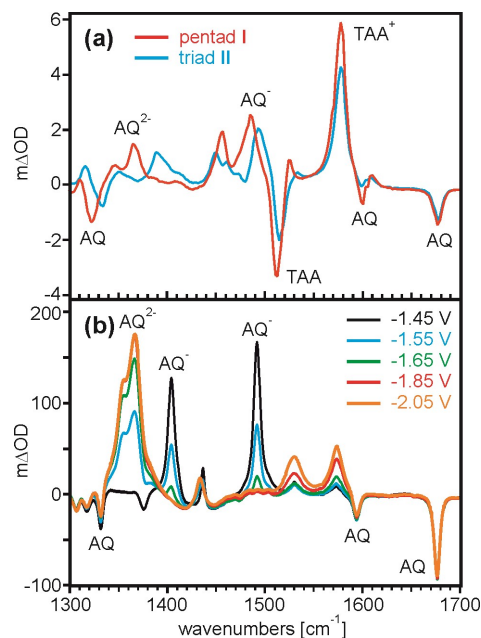 6
4
2
0
-2
-4
m∆OD
(a)
pentad I
triad II
TAA⁺
AQ²⁻
AQ⁻
AQ
TAA
AQ
AQ
200
100
0
-100
m∆OD
(b)
AQ²⁻
AQ⁻
AQ⁻
-1.45 V
-1.55 V
-1.65 V
-1.85 V
-2.05 V
AQ
AQ
AQ
1300 1400 1500 1600 1700
wavenumbers [cm⁻¹]